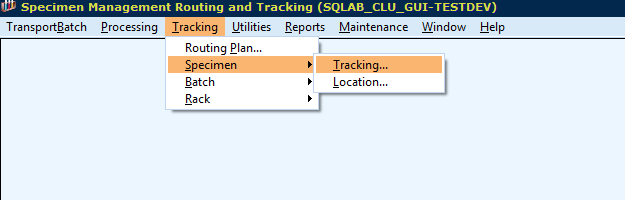 Specimen Management Routing and Tracking (SQLAB_CLU_GUI-TESTDEV)
TransportBatch Processing Tracking Utilities Reports Maintenance Window Help
Routing Plan...
Specimen Tracking...
Batch Location...
Rack